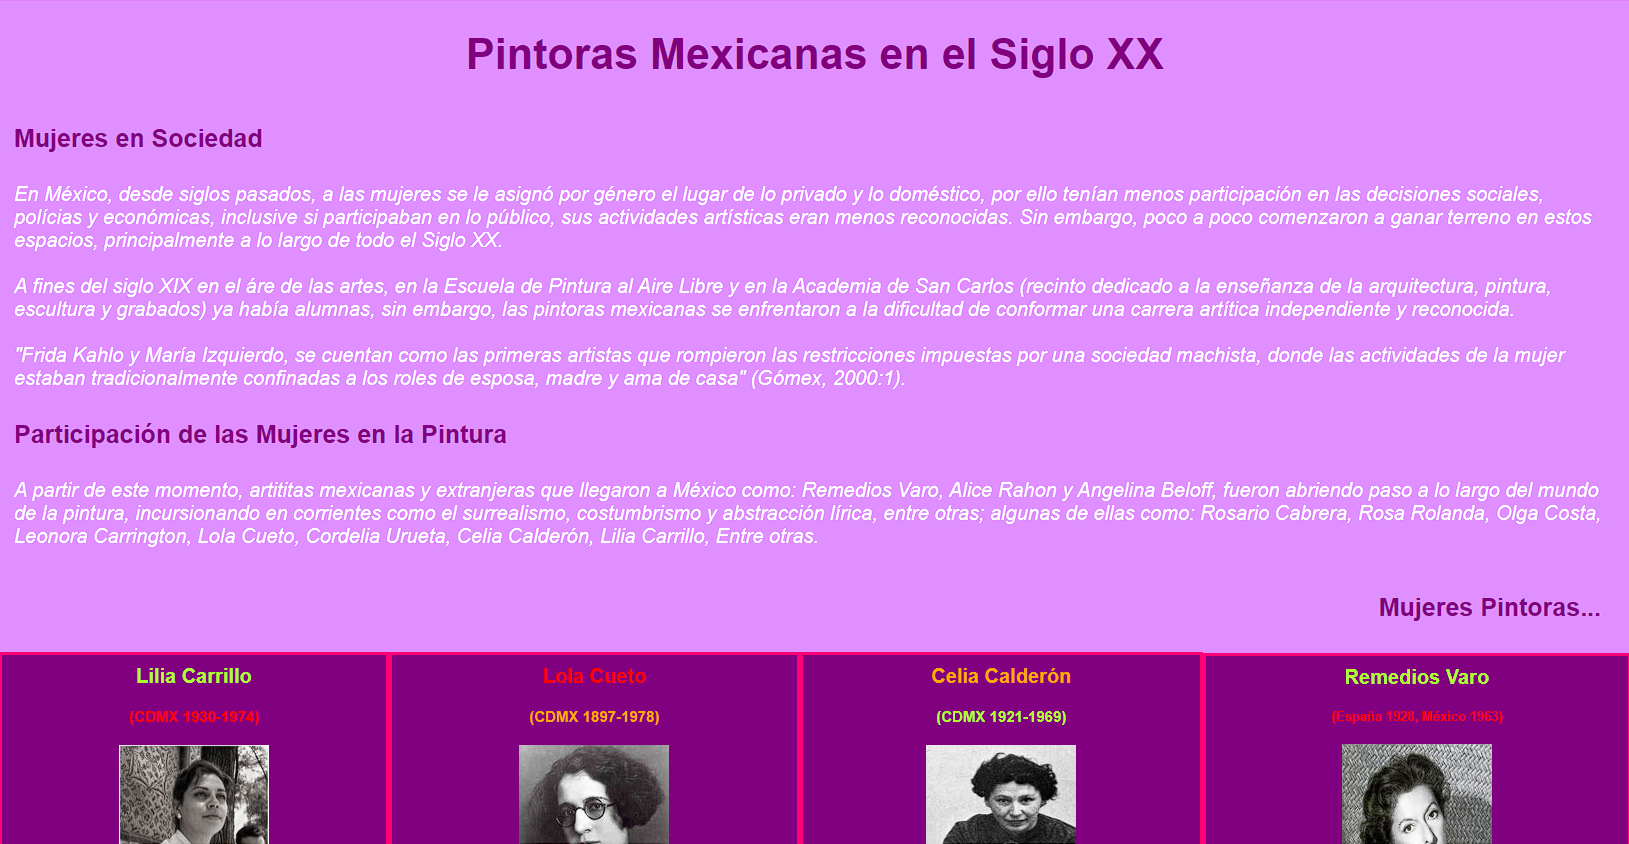 Pintoras Mexicanas en el Siglo XX
Mujeres en Sociedad
En México, desde siglos pasados, a las mujeres se le asignó por género el lugar de lo privado y lo doméstico, por ello tenían menos participación en las decisiones sociales,
polícias y económicas, inclusive si participaban en lo público, sus actividades artísticas eran menos reconocidas. Sin embargo, poco a poco comenzaron a ganar terreno en estos
espacios, principalmente a lo largo de todo el Siglo XX.
A fines del siglo XIX en el áre de las artes, en la Escuela de Pintura al Aire Libre y en la Academia de San Carlos (recinto dedicado a la enseñanza de la arquitectura, pintura,
escultura y grabados) ya había alumnas, sin embargo, las pintoras mexicanas se enfrentaron a la dificultad de conformar una carrera artítica independiente y reconocida.
"Frida Kahlo y María Izquierdo, se cuentan como las primeras artistas que rompieron las restricciones impuestas por una sociedad machista, donde las actividades de la mujer
estaban tradicionalmente confinadas a los roles de esposa, madre y ama de casa" (Gómex, 2000:1).
Participación de las Mujeres en la Pintura
A partir de este momento, artititas mexicanas y extranjeras que llegaron a México como: Remedios Varo, Alice Rahon y Angelina Beloff, fueron abriendo paso a lo largo del mundo
de la pintura, incursionando en corrientes como el surrealismo, costumbrismo y abstracción lírica, entre otras; algunas de ellas como: Rosario Cabrera, Rosa Rolanda, Olga Costa,
Leonora Carrington, Lola Cueto, Cordelia Urueta, Celia Calderón, Lilia Carrillo, Entre otras.
Mujeres Pintoras...
Lilia Carrillo
(CDMX 1930-1974)
Lola Cueto
(CDMX 1897-1978)
Celia Calderón
(CDMX 1921-1969)
Remedios Varo
(España 1928, México 1963)